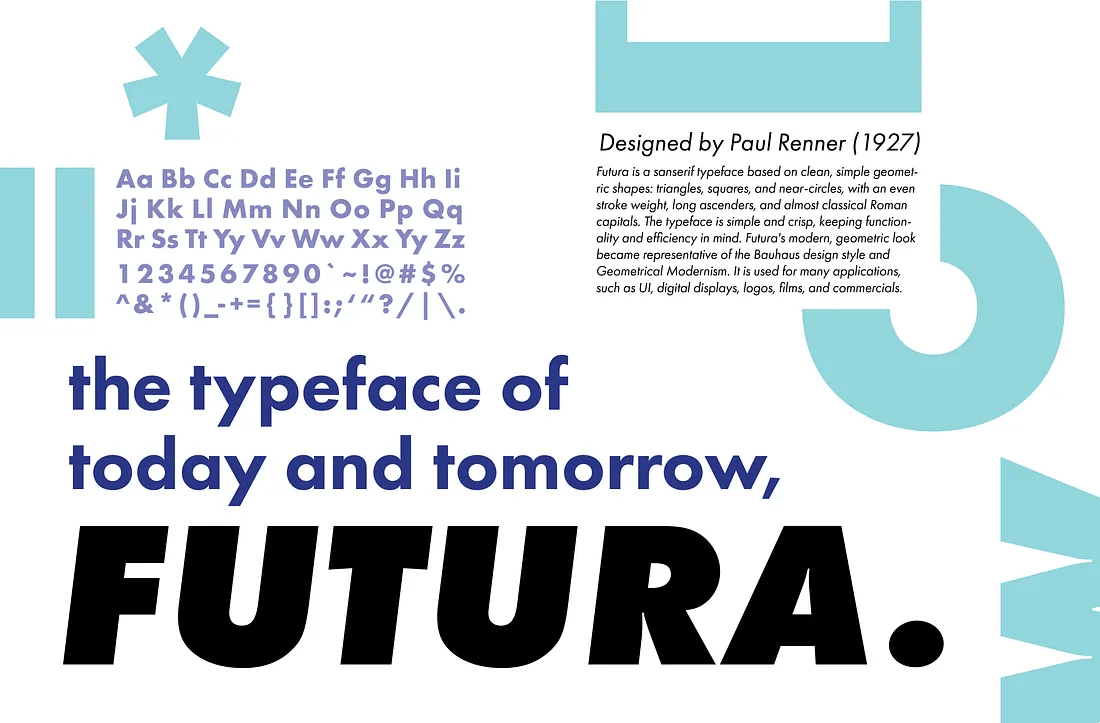 Aa Bb Cc Dd Ee Ff Gg Hh Ii
Jj Kk Ll Mm Nn Oo Pp Qq
Rr Ss Tt Yy Vv Ww Xx Yy Zz
1234567890`~!@#$%
^&*()_-+={}[]:;‘“?/|\.
Designed by Paul Renner (1927)
Futura is a sanserif typeface based on clean, simple geomet-
ric shapes: triangles, squares, and near-circles, with an even
stroke weight, long ascenders, and almost classical Roman
capitals. The typeface is simple and crisp, keeping function-
ality and efficiency in mind. Futura's modern, geometric look
became representative of the Bauhaus design style and
Geometrical Modernism. It is used for many applications,
such as UI, digital displays, logos, films, and commercials.
the typeface of
today and tomorrow,
FUTURA.